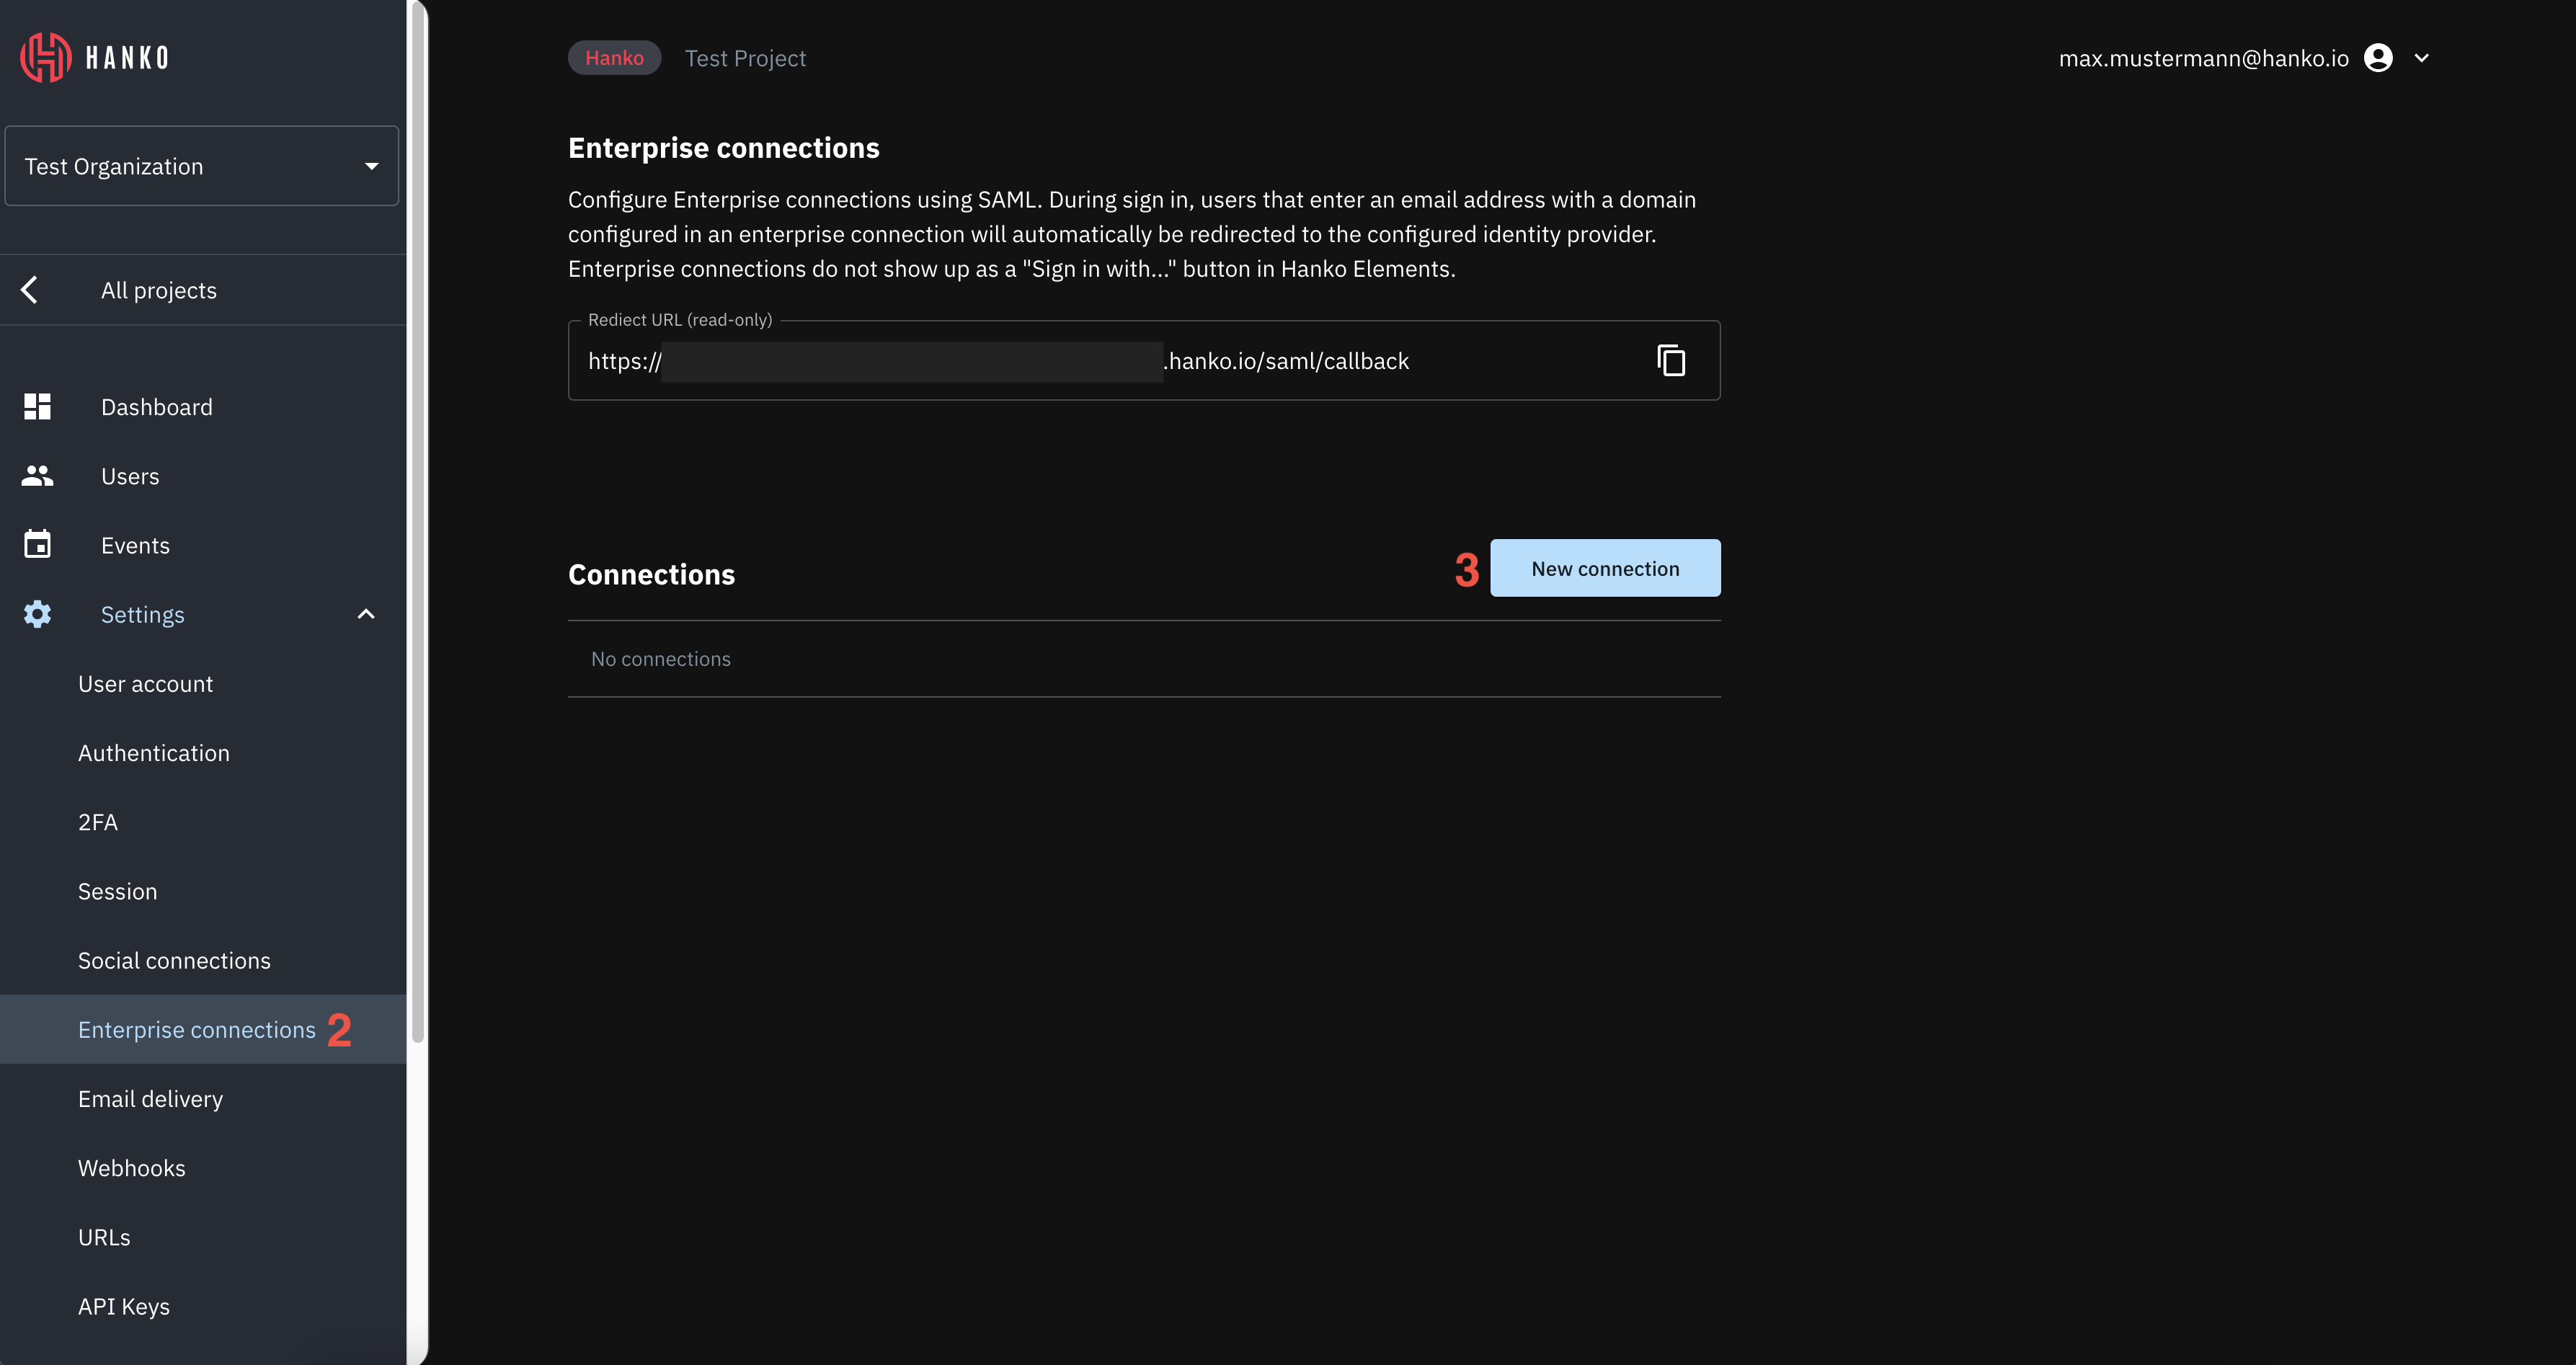 HANKO
Test Organization
All projects
Dashboard
Users
Events
Settings
User account
Authentication
2FA
Session
Social connections
Enterprise connections 2
Email delivery
Webhooks
URLs
API Keys
Hanko Test Project
max.mustermann@hanko.io
Enterprise connections
Configure Enterprise connections using SAML. During sign in, users that enter an email address with a domain
configured in an enterprise connection will automatically be redirected to the configured identity provider.
Enterprise connections do not show up as a "Sign in with..." button in Hanko Elements.
Rediect URL (read-only)
https:// .hanko.io/saml/callback
Connections
3 New connection
No connections